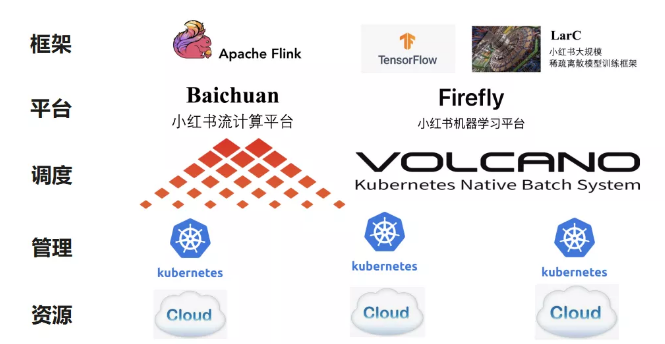 框架
Apache Flink
TensorFlow
LarC
小红书大规模
稀疏离散模型训练框架
平台
Baichuan
小红书流计算平台
Firefly
小红书机器学习平台
调度
VOLCANO
Kubernetes Native Batch System
管理
kubernetes
kubernetes
kubernetes
资源
Cloud
Cloud
Cloud